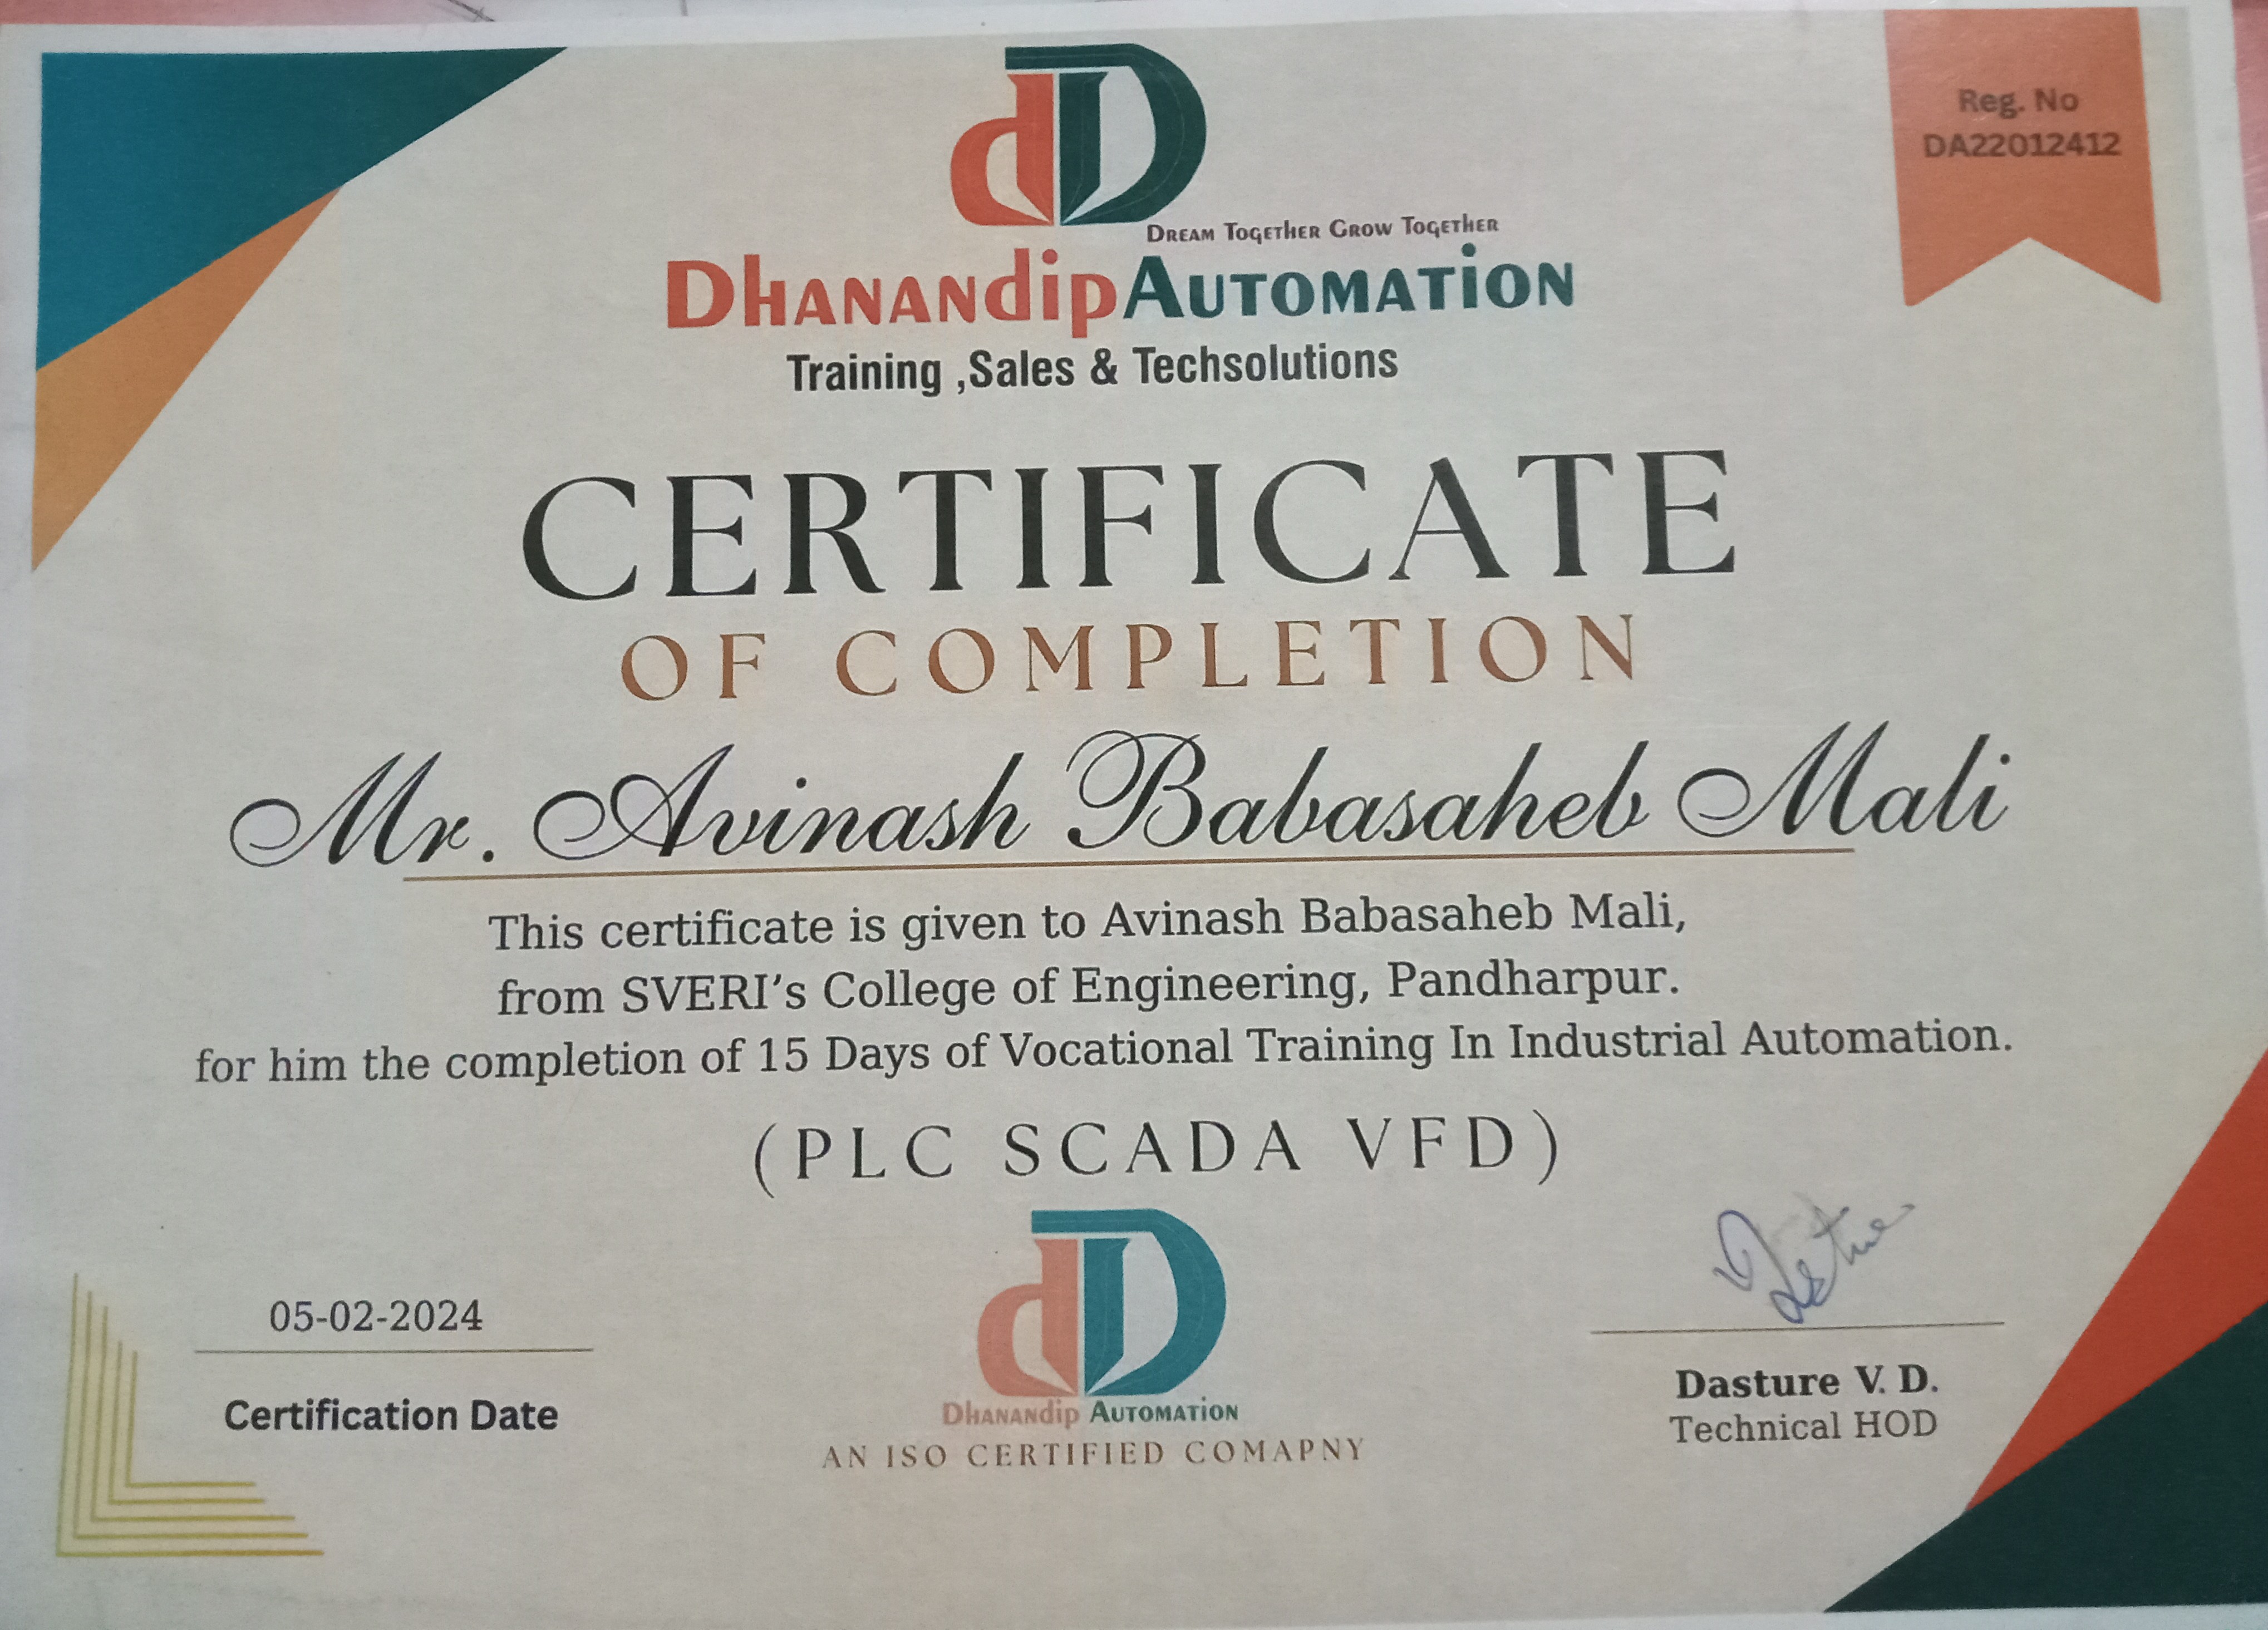 Reg. No
DA22012412
dD
Dream Together Grow Together
Dhanandip Automation
Training ,Sales & Techsolutions
CERTIFICATE
OF COMPLETION
Mr. Avinash Babasaheb Mali
This certificate is given to Avinash Babasaheb Mali,
from SVERI’s College of Engineering, Pandharpur.
for him the completion of 15 Days of Vocational Training In Industrial Automation.
(PLC SCADA VFD)
05-02-2024
Certification Date
dD
Dhanandip Automation
AN ISO CERTIFIED COMAPNY
Dasture
Dasture V. D.
Technical HOD